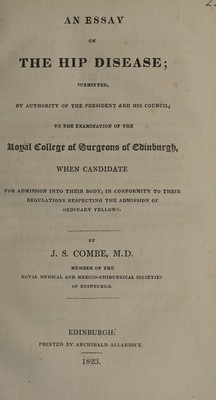 AN ESSAY
ON
THE HIP DISEASE;
SUBMITTED,
BY AUTHORITY OF THE PRESIDENT AND HIS COUNCIL,
TO THE EXAMINATION OF THE
Royal College of Surgeons of Edinburgh,
WHEN CANDIDATE
FOR ADMISSION INTO THEIR BODY, IN CONFORMITY TO THEIR
REGULATIONS RESPECTING THE ADMISSION OF
ORDINARY FELLOWS.
BY
J. S. COMBE, M.D.
MEMBER OF THE
ROYAL MEDICAL AND MEDICO-CHIRURGICAL SOCIETIES
OF EDINBURGH.
EDINBURGH:
PRINTED BY ARCHIBALD ALLARDICE.
1823.